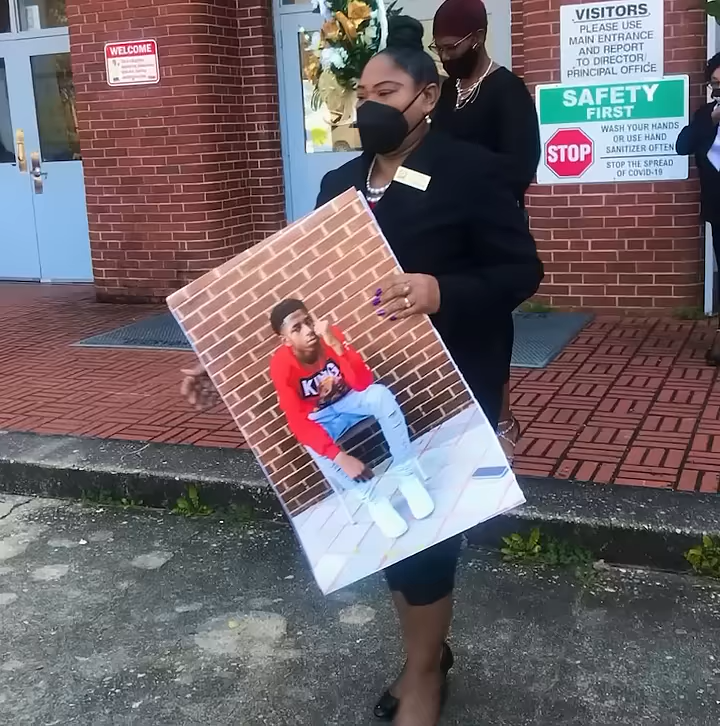 WELCOME
VISITORS
PLEASE USE
MAIN ENTRANCE
AND REPORT
TO DIRECTOR/
PRINCIPAL OFFICE
SAFETY
FIRST
STOP
WASH YOUR HANDS
OR USE HAND
SANITIZER OFTEN
STOP THE SPREAD
OF COVID-19
KING